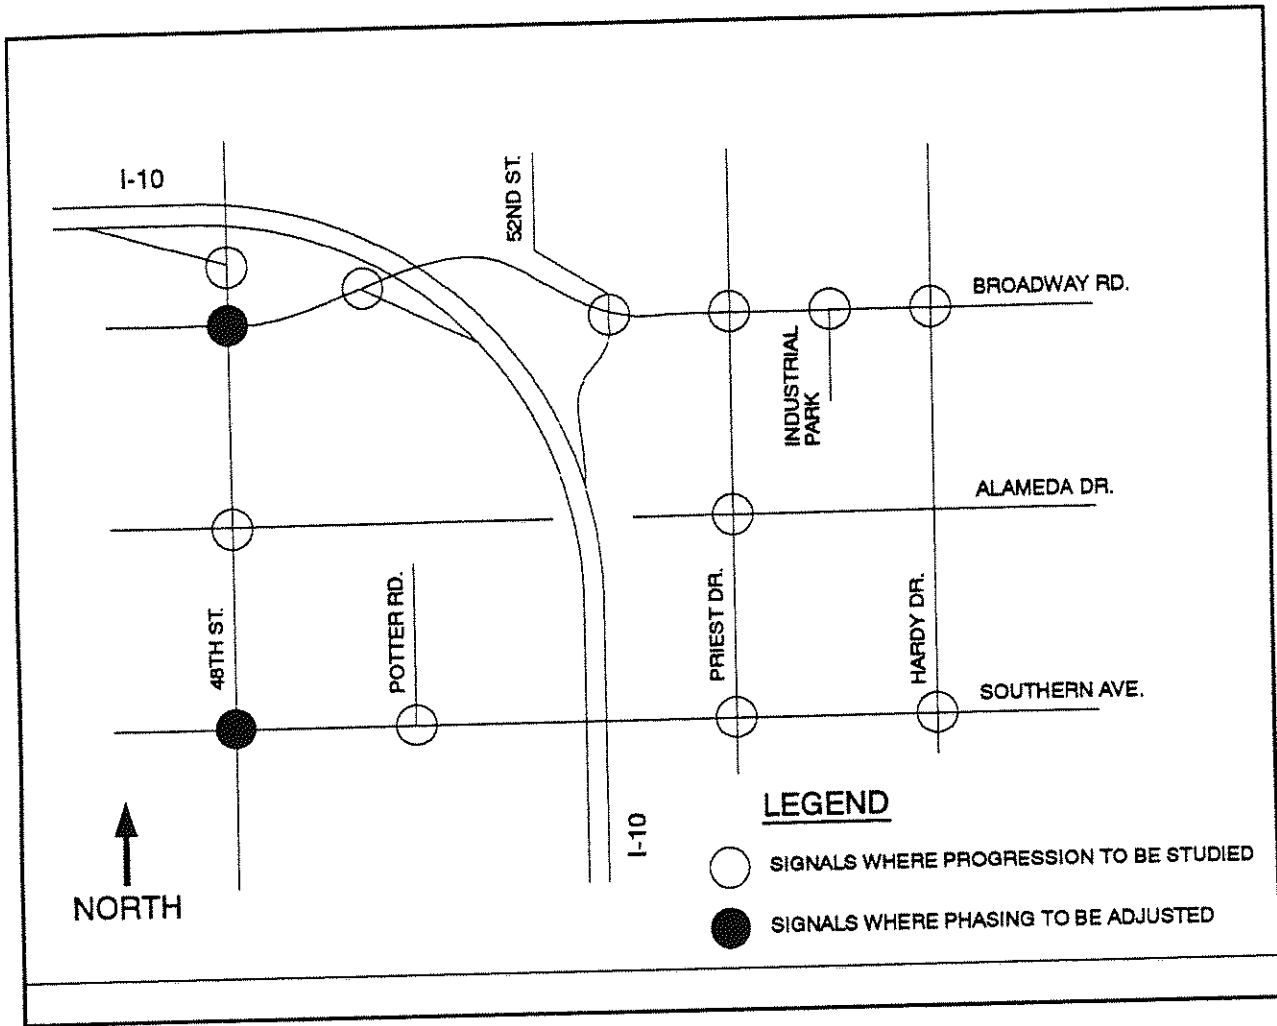 I-10
52ND ST.
BROADWAY RD.
INDUSTRIAL
PARK
ALAMEDA DR.
48TH ST.
POTTER RD.
PRIEST DR.
HARDY DR.
SOUTHERN AVE.
I-10
NORTH
LEGEND
SIGNALS WHERE PROGRESSION TO BE STUDIED
SIGNALS WHERE PHASING TO BE ADJUSTED